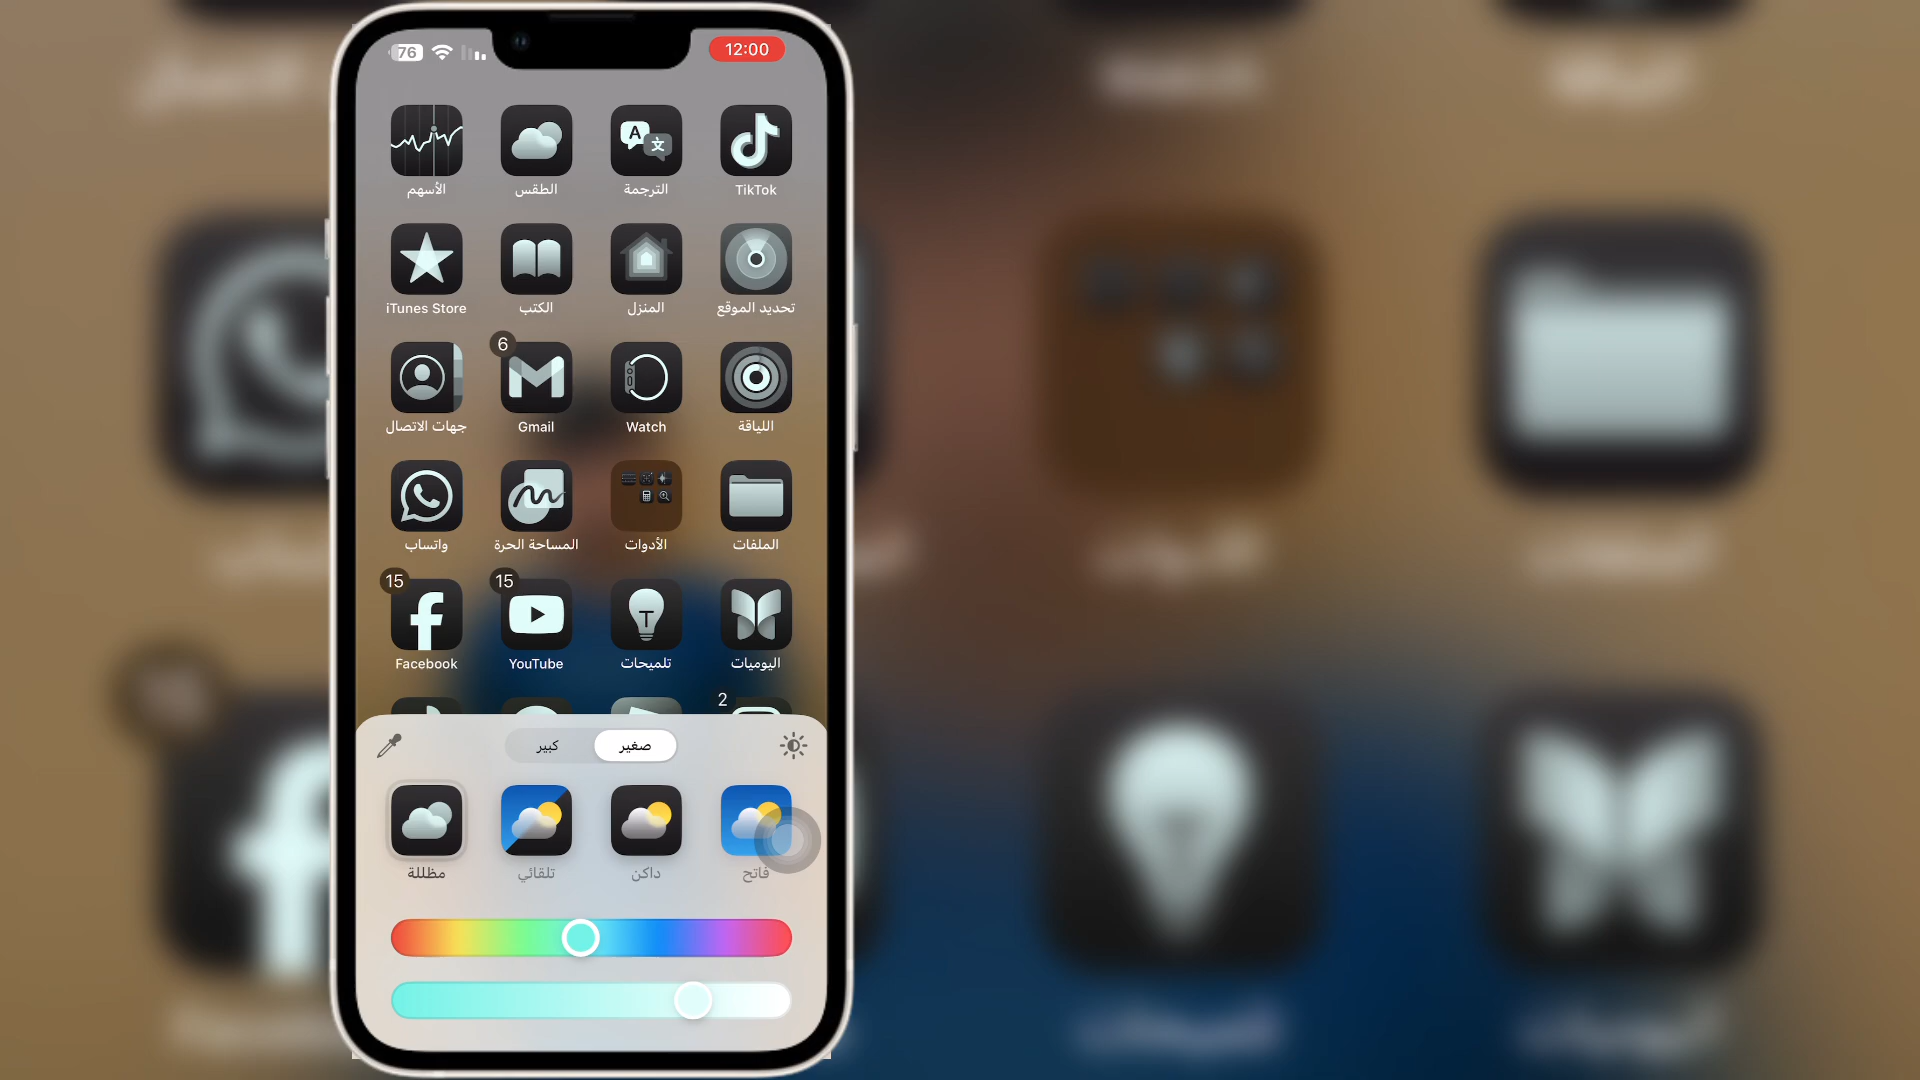 76
12:00
TikTok
الترجمة
الطقس
الأسهم
تحديد الموقع
المنزل
الكتب
iTunes Store
6
اللياقة
Watch
Gmail
جهات الاتصال
الملفات
الأدوات
المساحة الحرة
واتساب
15
15
اليوميات
تلميحات
YouTube
Facebook
2
صغير
كبير
فاتح
داكن
تلقائي
مظللة